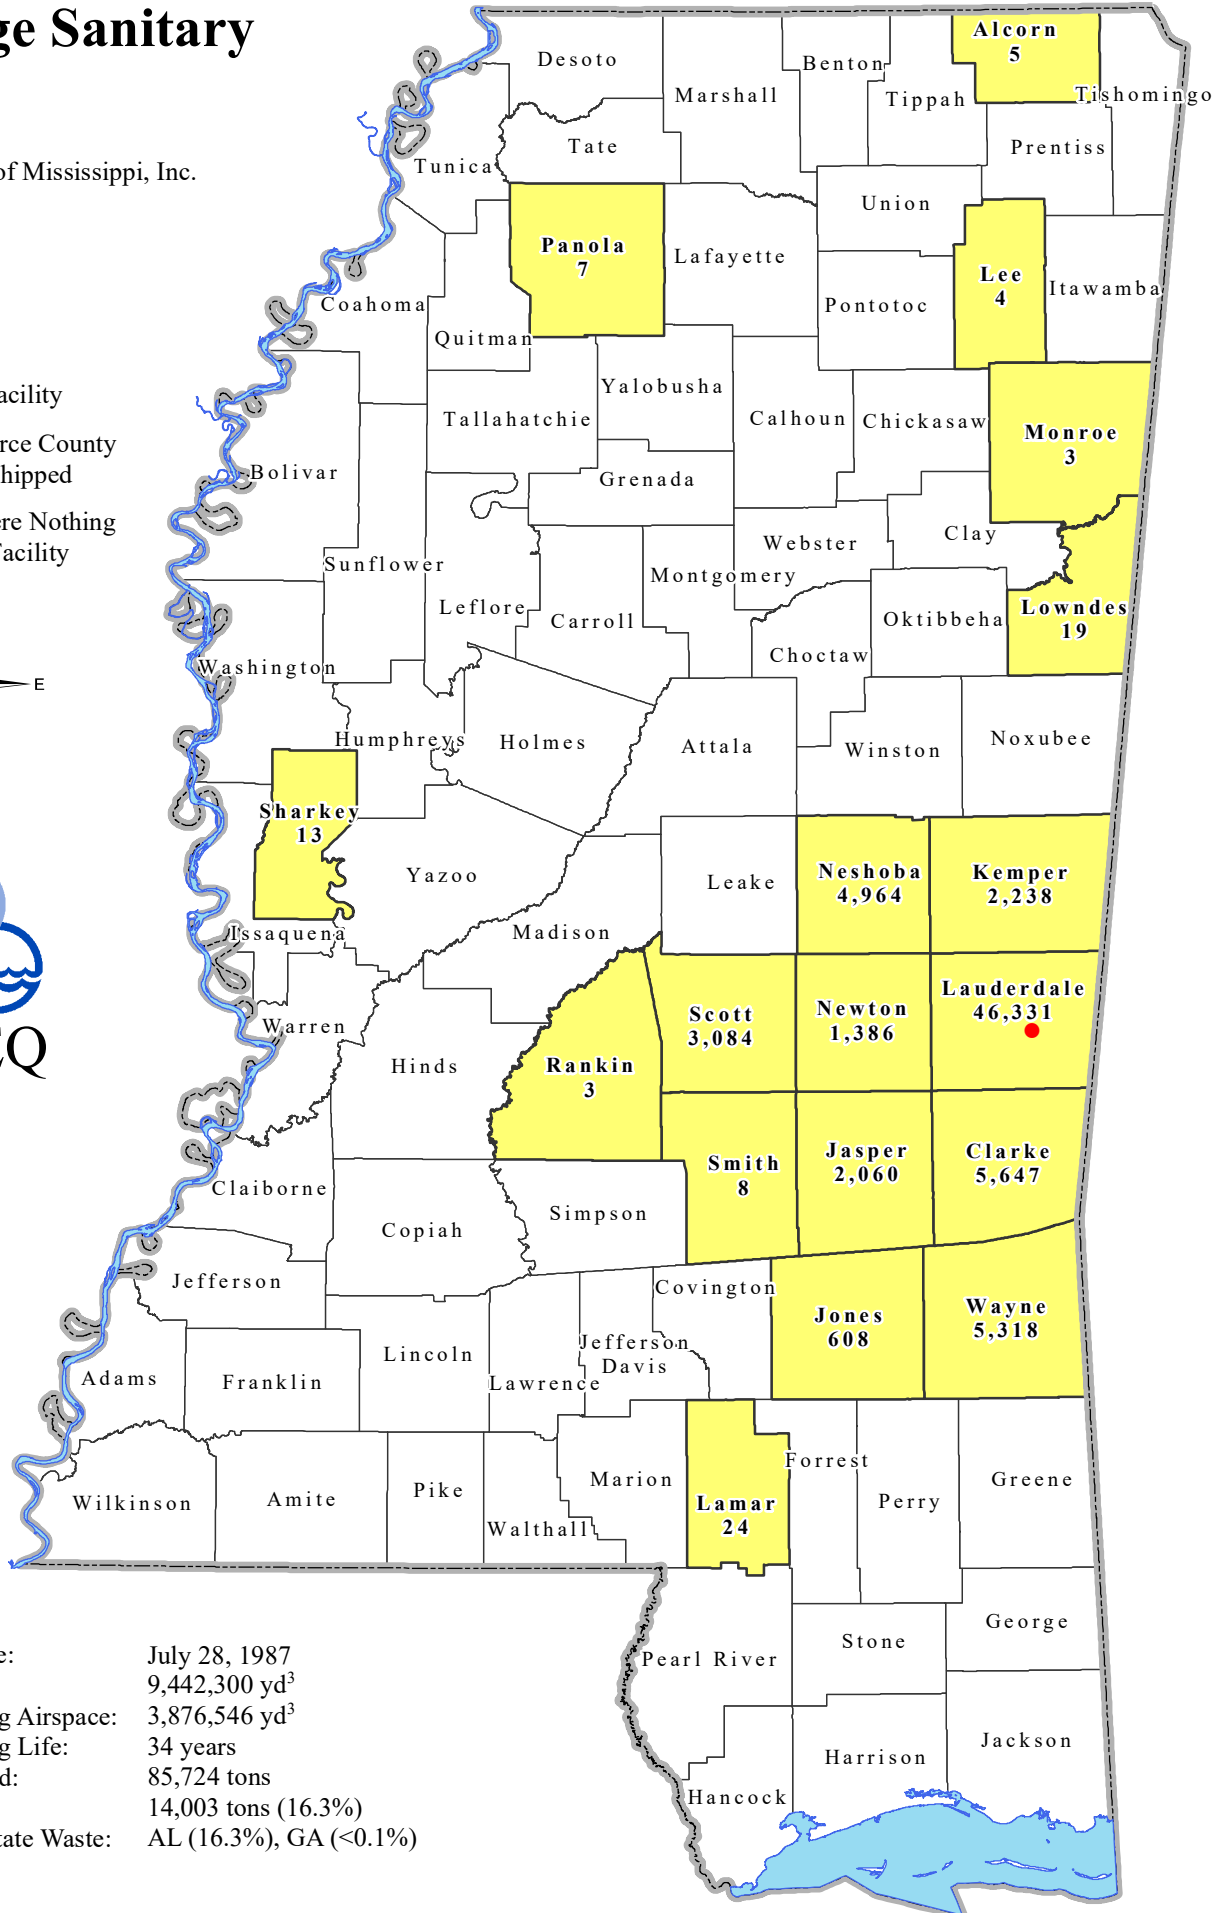 ge Sanitary
of Mississippi, Inc.
acility
rce County
hipped
ere Nothing
Facility
E
CQ
Desoto
Marshall
Benton
Tippah
Alcorn
5
Tishomingo
Tunica
Tate
Prentiss
Union
Panola
7
Lafayette
Pontotoc
Lee
4
Itawamba
Coahoma
Quitman
Tallahatchie
Yalobusha
Calhoun
Chickasaw
Monroe
3
Bolivar
Sunflower
Leflore
Grenada
Carroll
Montgomery
Webster
Clay
Choctaw
Oktibbeha
Lowndes
19
Washington
Humphreys
Holmes
Attala
Winston
Noxubee
Sharkey
13
Yazoo
Issaquena
Madison
Leake
Neshoba
4,964
Kemper
2,238
Warren
Hinds
Rankin
3
Scott
3,084
Newton
1,386
Lauderdale
46,331
Claiborne
Copiah
Simpson
Smith
8
Jasper
2,060
Clarke
5,647
Jefferson
Covington
Jones
608
Wayne
5,318
Adams
Franklin
Lincoln
Lawrence
Jefferson
Davis
Wilkinson
Amite
Pike
Walthall
Marion
Lamar
24
Forrest
Perry
Greene
Pearl River
Stone
George
Hancock
Harrison
Jackson
e: July 28, 1987
9,442,300 yd³
g Airspace: 3,876,546 yd³
g Life: 34 years
d: 85,724 tons
14,003 tons (16.3%)
tate Waste: AL (16.3%), GA (<0.1%)